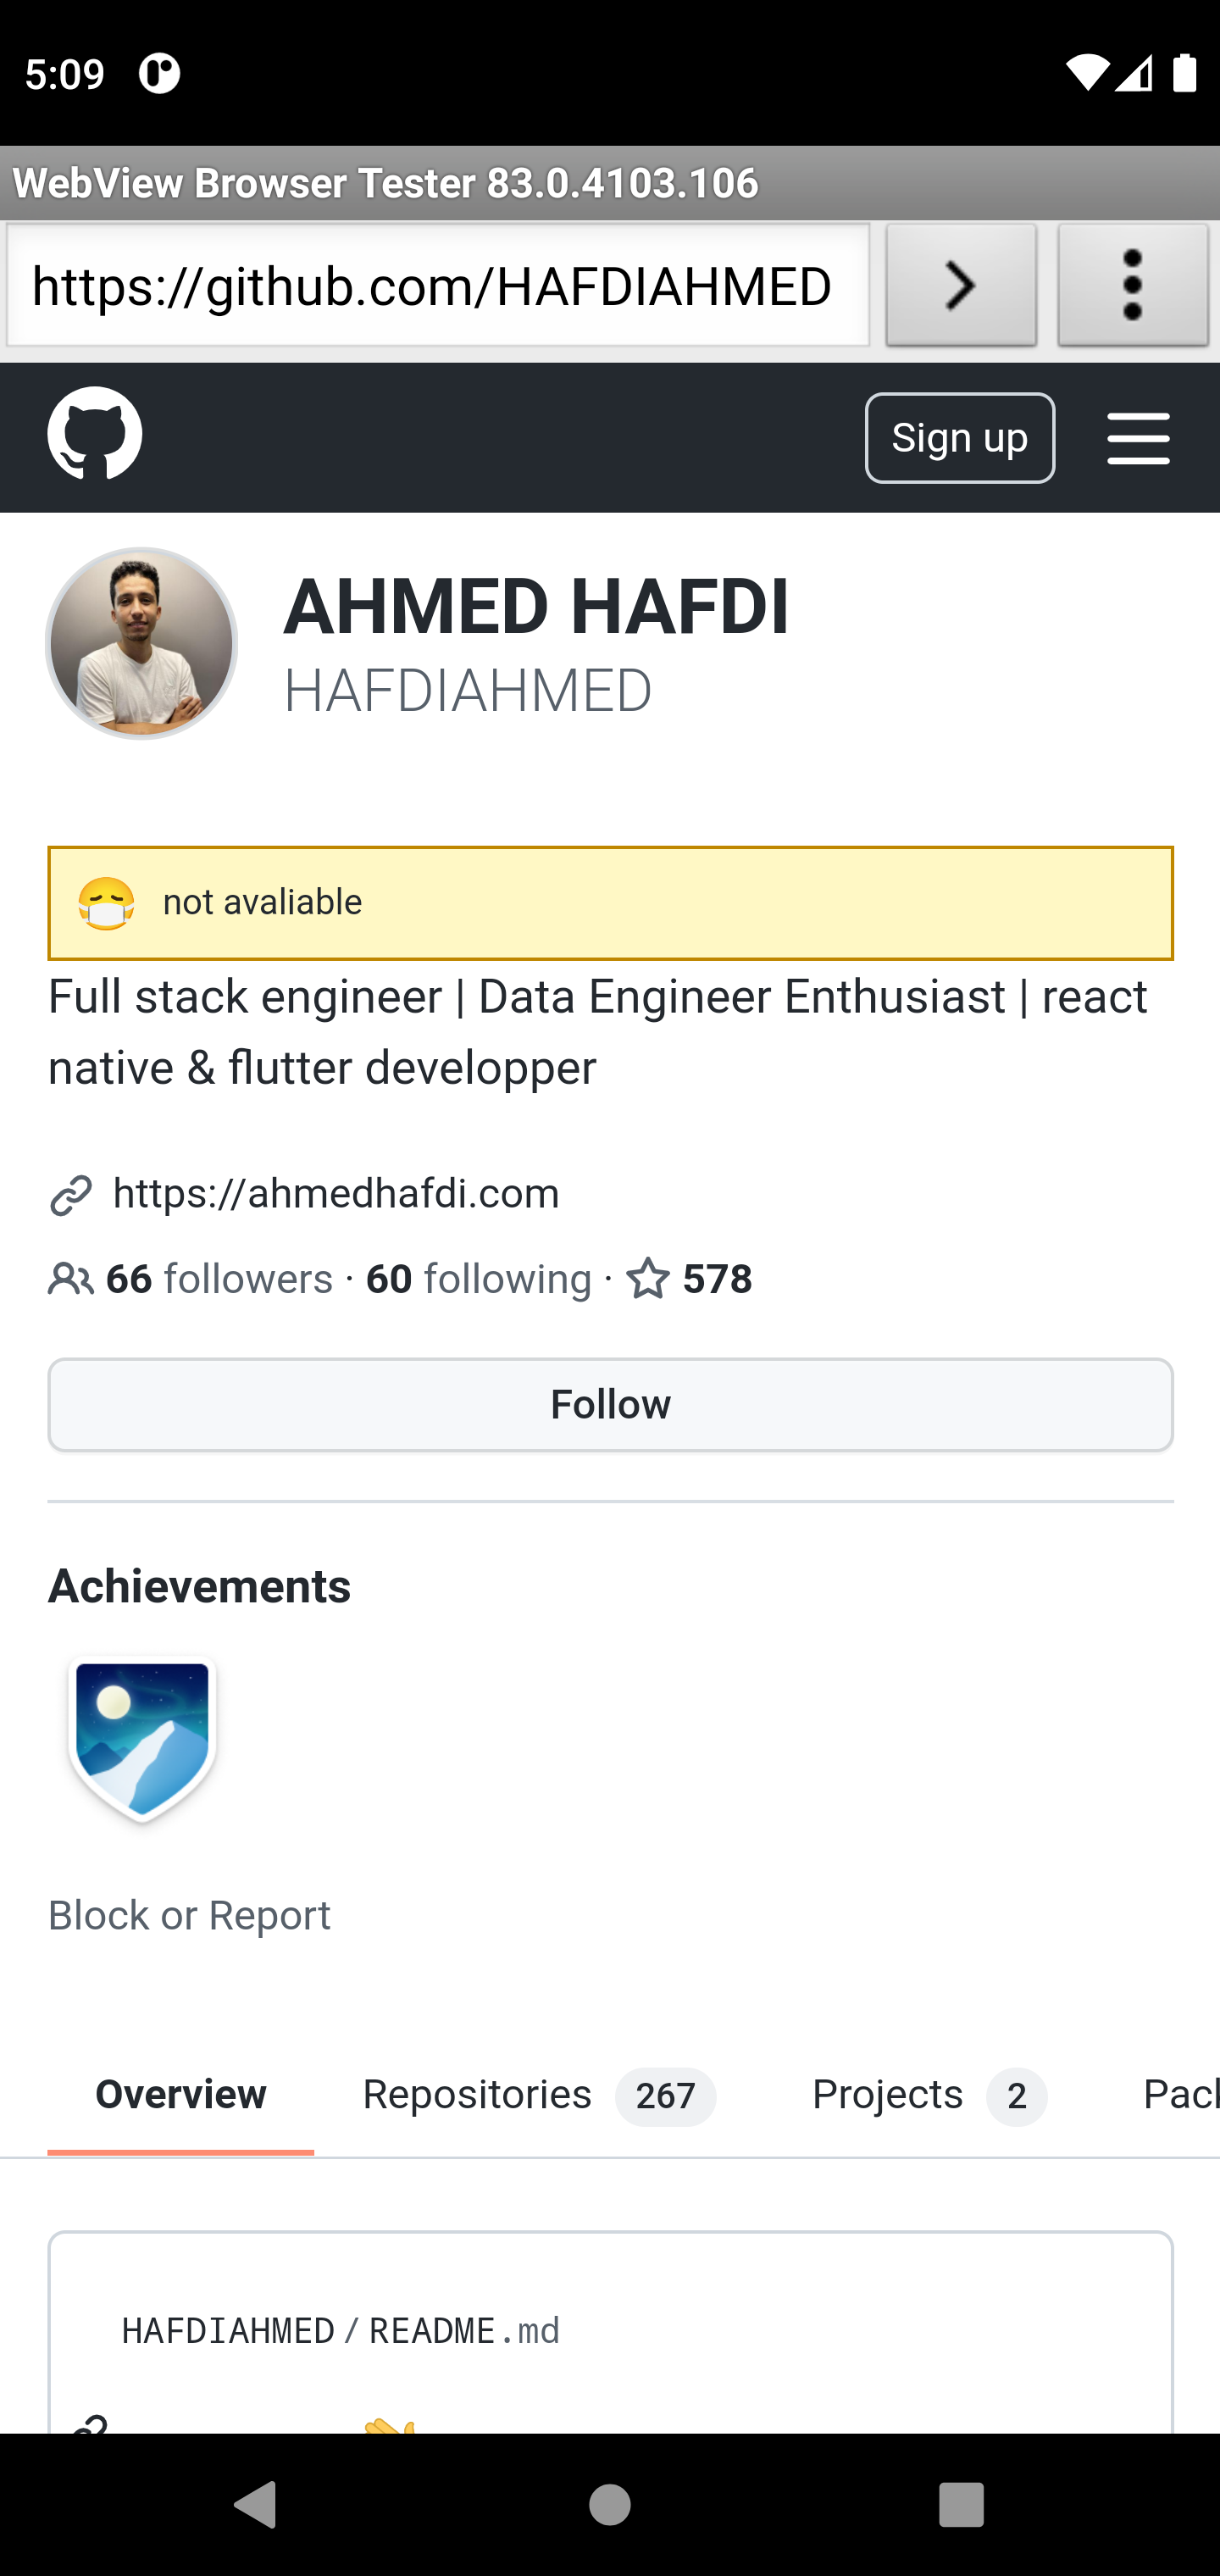 5:09
WebView Browser Tester 83.0.4103.106
https://github.com/HAFDIAHMED
Sign up
AHMED HAFDI
HAFDIAHMED
not avaliable
Full stack engineer | Data Engineer Enthusiast | react
native & flutter developper
https://ahmedhafdi.com
66 followers · 60 following · 578
Follow
Achievements
Block or Report
Overview Repositories 267 Projects 2
HAFDIAHMED / README.md